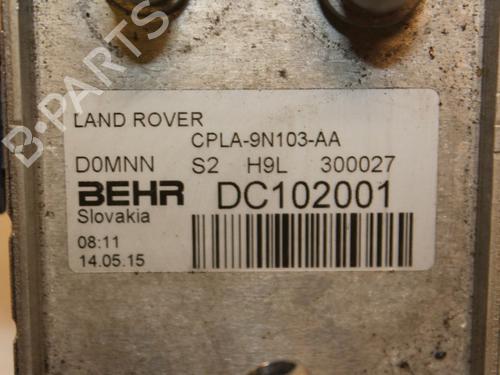 B-PARTS
LAND ROVER
CPLA-9N103-AA
D0MNN S2 H9L 300027
BEHR DC102001
Slovakia
08:11
14.05.15